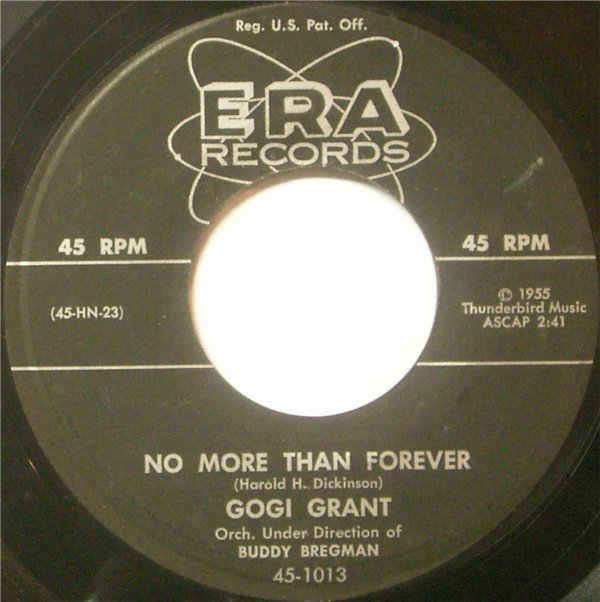 Reg. U.S. Pat. Off.
ERA
RECORDS
45 RPM
45 RPM
(45-HN-23)
© 1955
Thunderbird Music
ASCAP 2:41
NO MORE THAN FOREVER
(Harold H. Dickinson)
GOGI GRANT
Orch. Under Direction of
BUDDY BREGMAN
45-1013